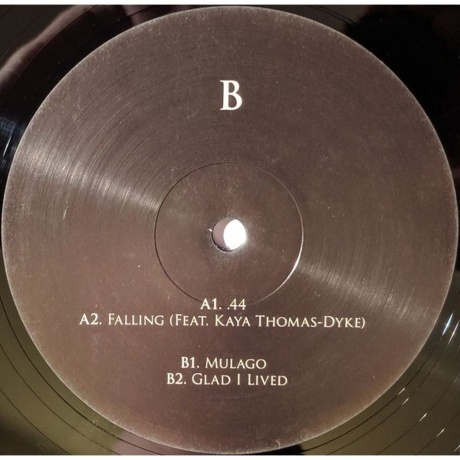 B
A1. .44
A2. Falling (Feat. Kaya Thomas-Dyke)
B1. Mulago
B2. Glad I Lived